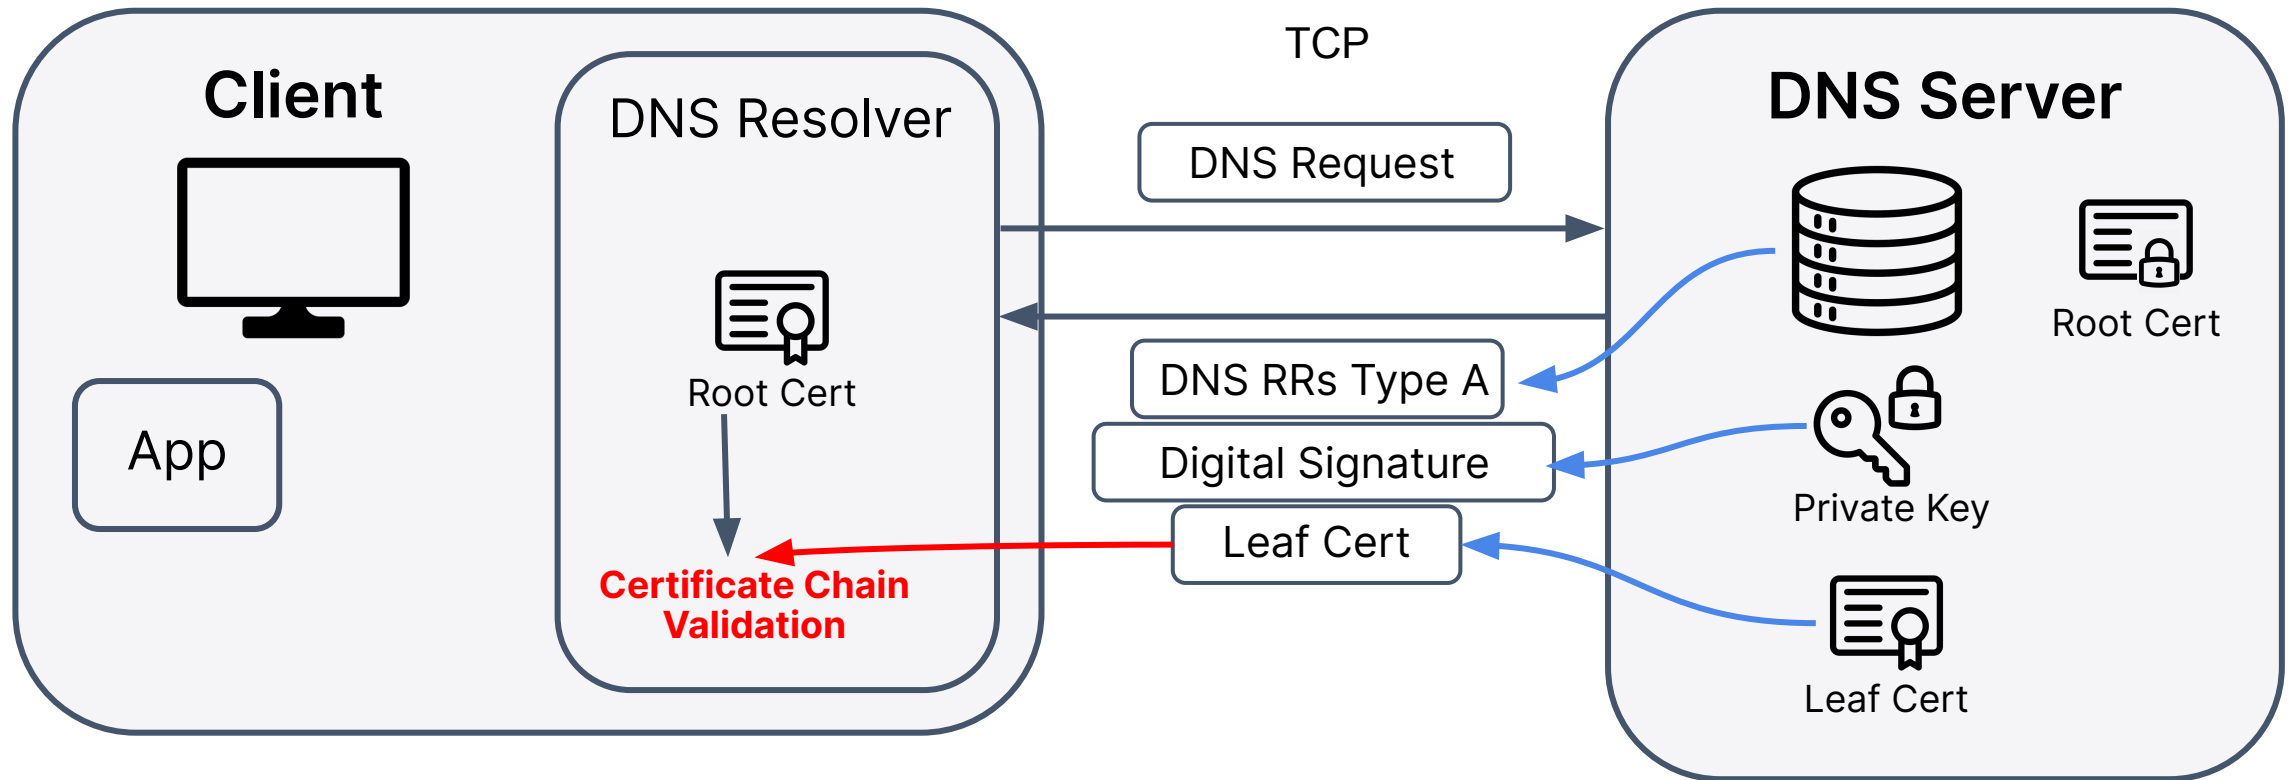 Client
DNS Resolver
TCP
DNS Server
DNS Request
Root Cert
Root Cert
DNS RRs Type A
App
Digital Signature
Private Key
Leaf Cert
Certificate Chain
Validation
Leaf Cert